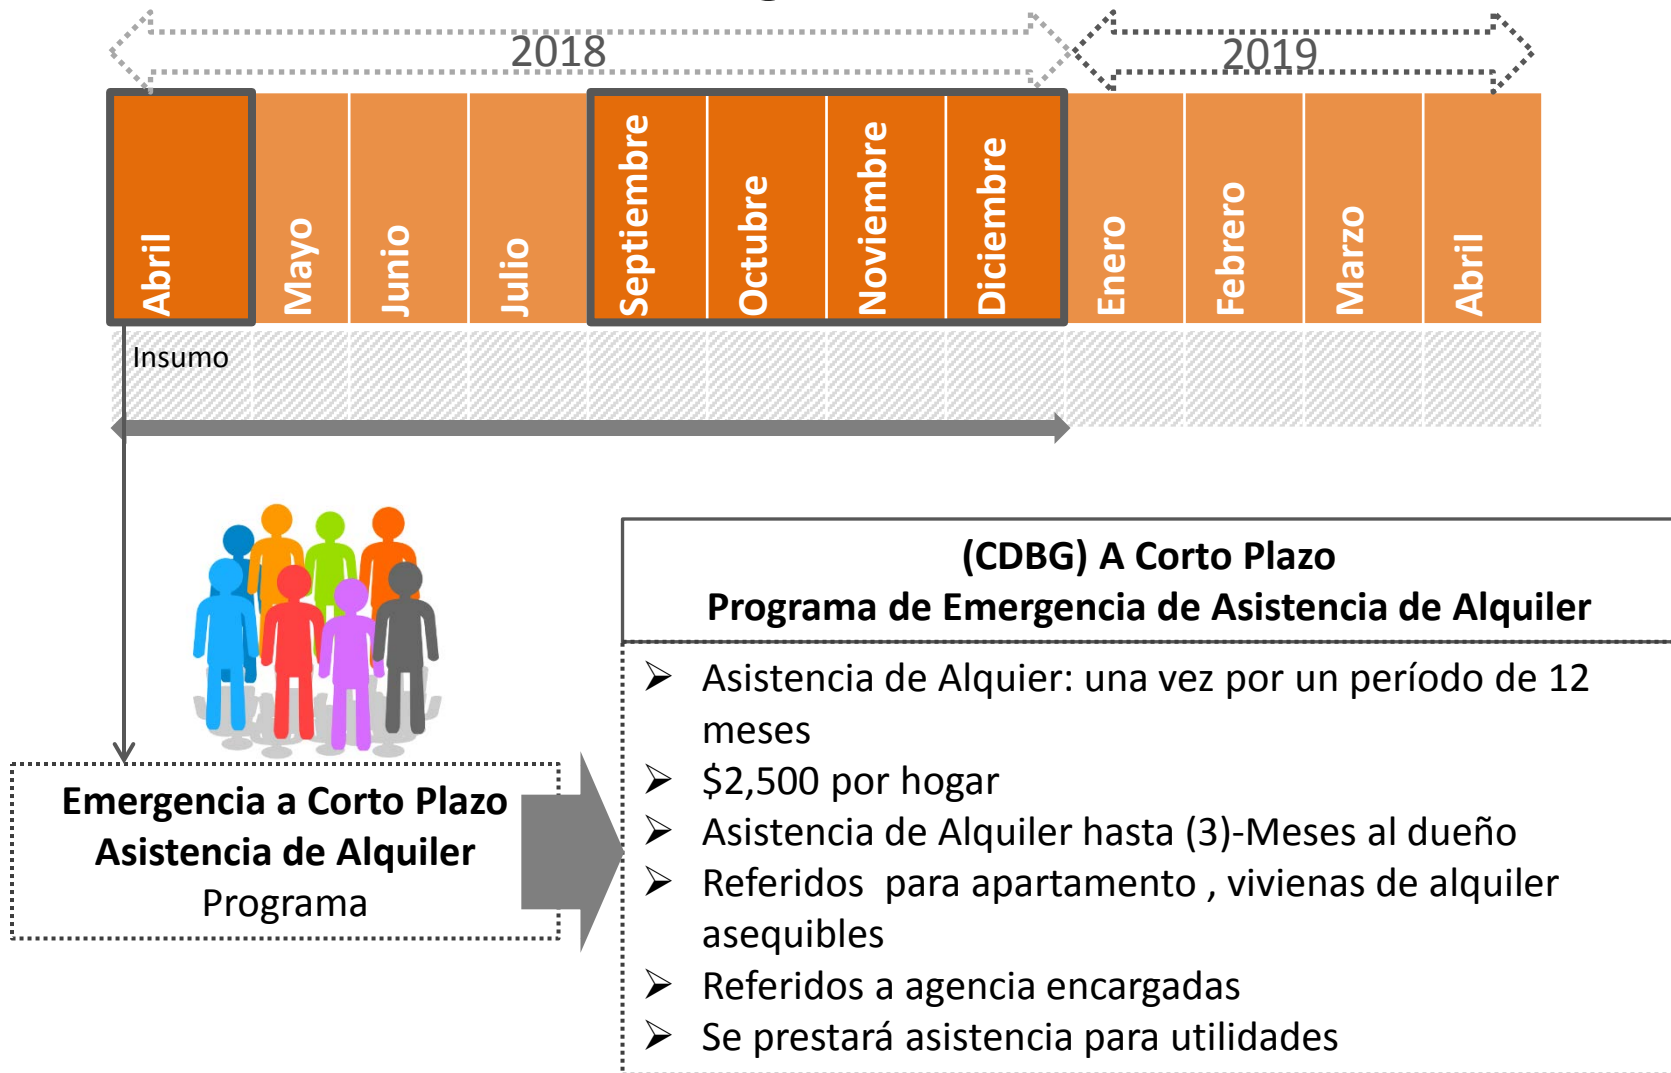 2018
2019
Abril
Mayo
Junio
Julio
Septiembre
Octubre
Noviembre
Diciembre
Enero
Febrero
Marzo
Abril
Insumo
Emergencia a Corto Plazo
Asistencia de Alquiler
Programa
(CDBG) A Corto Plazo
Programa de Emergencia de Asistencia de Alquiler
➢ Asistencia de Alquier: una vez por un período de 12
meses
➢ $2,500 por hogar
➢ Asistencia de Alquiler hasta (3)-Meses al dueño
➢ Referidos para apartamento , vivienas de alquiler
asequibles
➢ Referidos a agencia encargadas
➢ Se prestará asistencia para utilidades